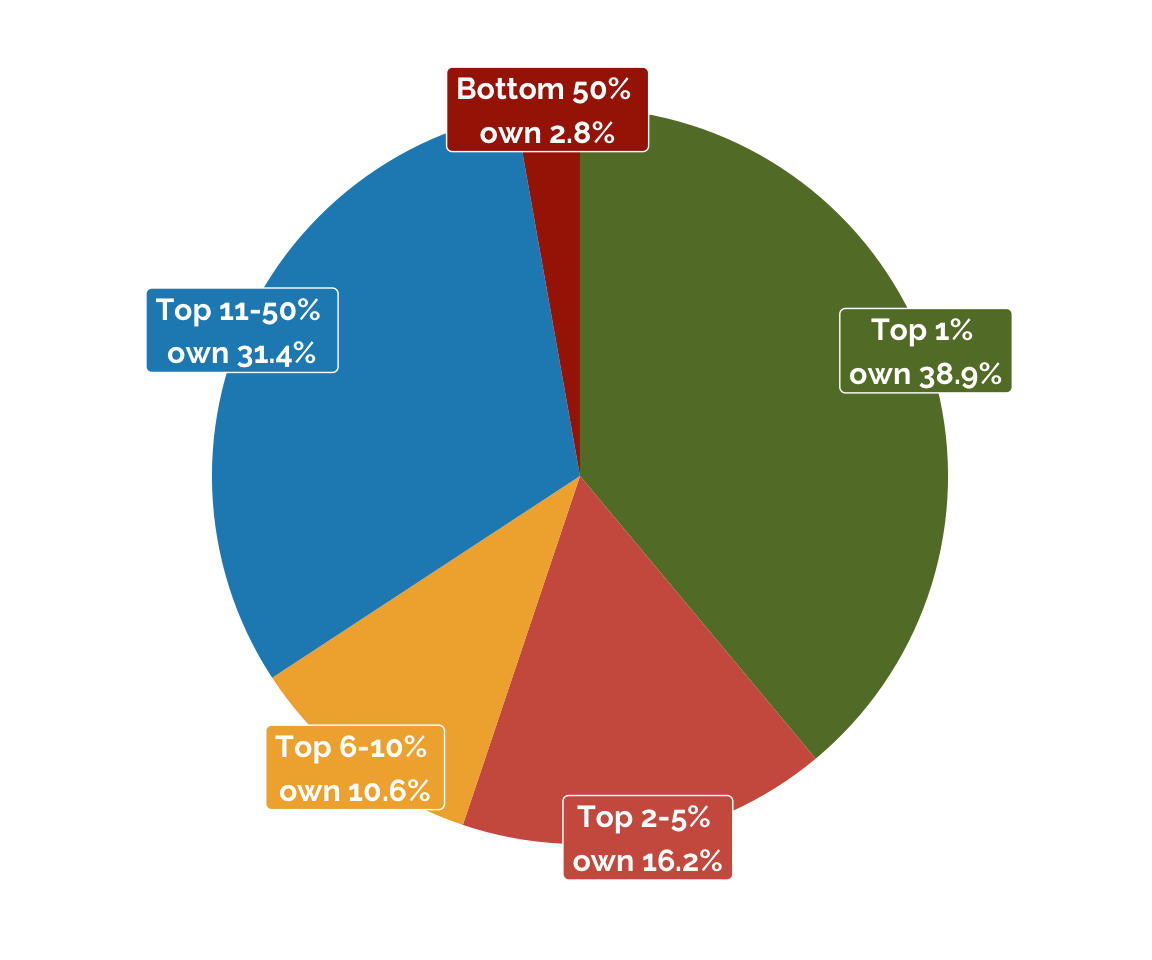 Bottom 50%
own 2.8%
Top 11-50%
own 31.4%
Top 1%
own 38.9%
Top 6-10%
own 10.6%
Top 2-5%
own 16.2%